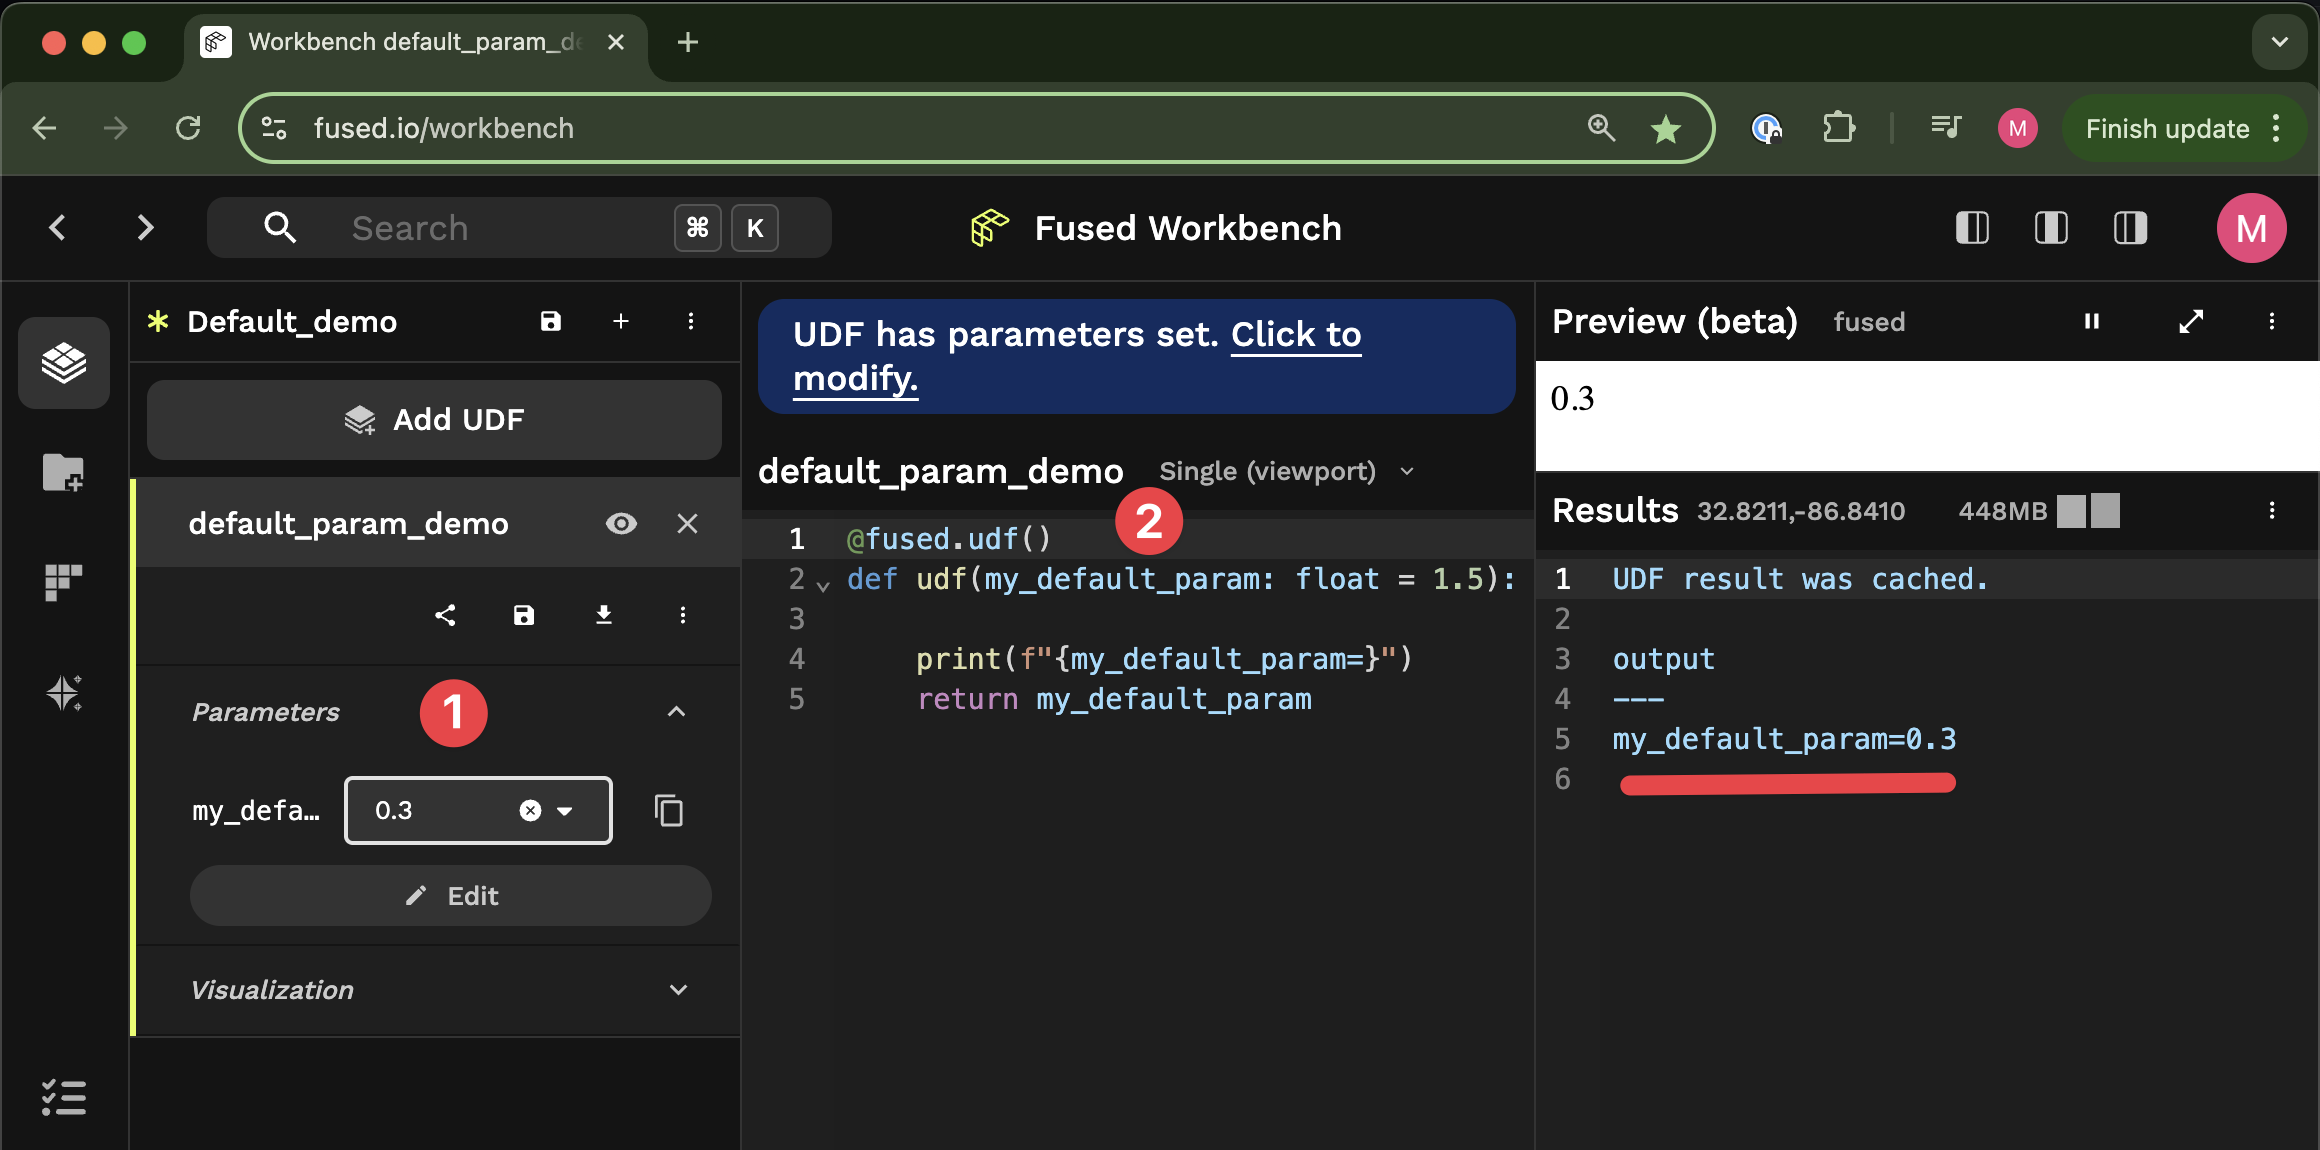 Workbench default_param_de
fused.io/workbench
M
Finish update
Search
⌘
K
Fused Workbench
M
Default_demo
Add UDF
default_param_demo
Parameters
1
my_defa...
0.3
Edit
Visualization
UDF has parameters set. Click to
modify.
default_param_demo
Single (viewport)
2
1 @fused.udf()
2 def udf(my_default_param: float = 1.5):
3
4 print(f"{my_default_param=}")
5 return my_default_param
Preview (beta)
fused
0.3
Results
32.8211,-86.8410
448MB
1 UDF result was cached.
2
3 output
4 ---
5 my_default_param=0.3
6